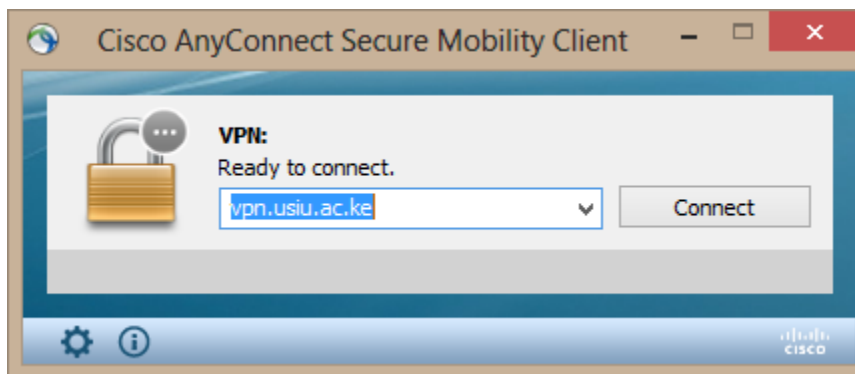 Cisco AnyConnect Secure Mobility Client
VPN:
Ready to connect.
vpn.usiu.ac.ke
Connect
CISCO